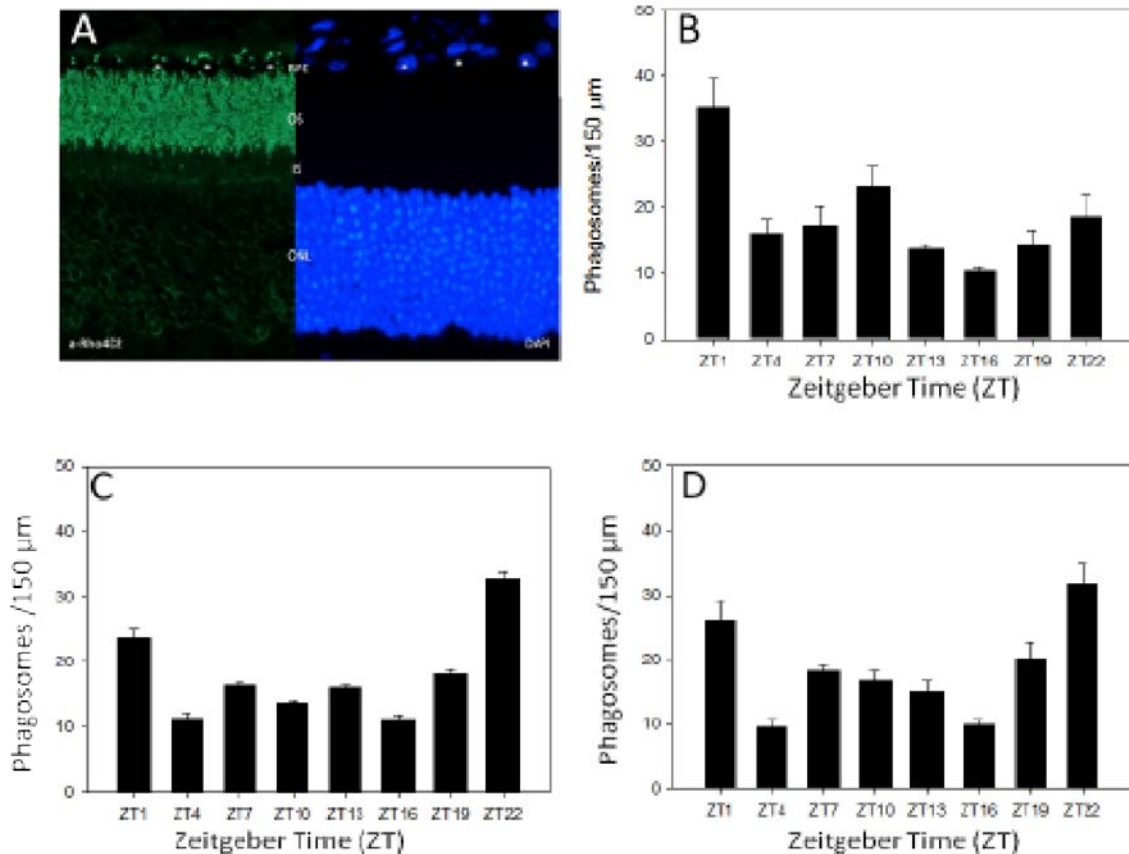 A
RPE
OS
IS
ONL
a-Rho4D2
DAPI
B
Phagosomes/150 µm
50
40
30
20
10
0
ZT1 ZT4 ZT7 ZT10 ZT13 ZT16 ZT19 ZT22
Zeitgeber Time (ZT)
C
Phagosomes /150 µm
50
40
30
20
10
0
ZT1 ZT4 ZT7 ZT10 ZT13 ZT16 ZT19 ZT22
Zeitgeber Time (ZT)
D
Phagosomes/150 µm
50
40
30
20
10
0
ZT1 ZT4 ZT7 ZT10 ZT13 ZT16 ZT19 ZT22
Zeitgeber Time (ZT)